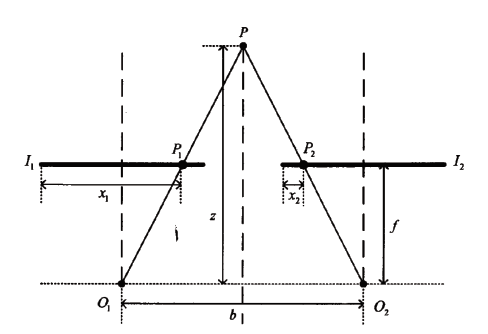 P
I₁ P₁ P₂ I₂
x₁ z x₂ f
O₁ b O₂